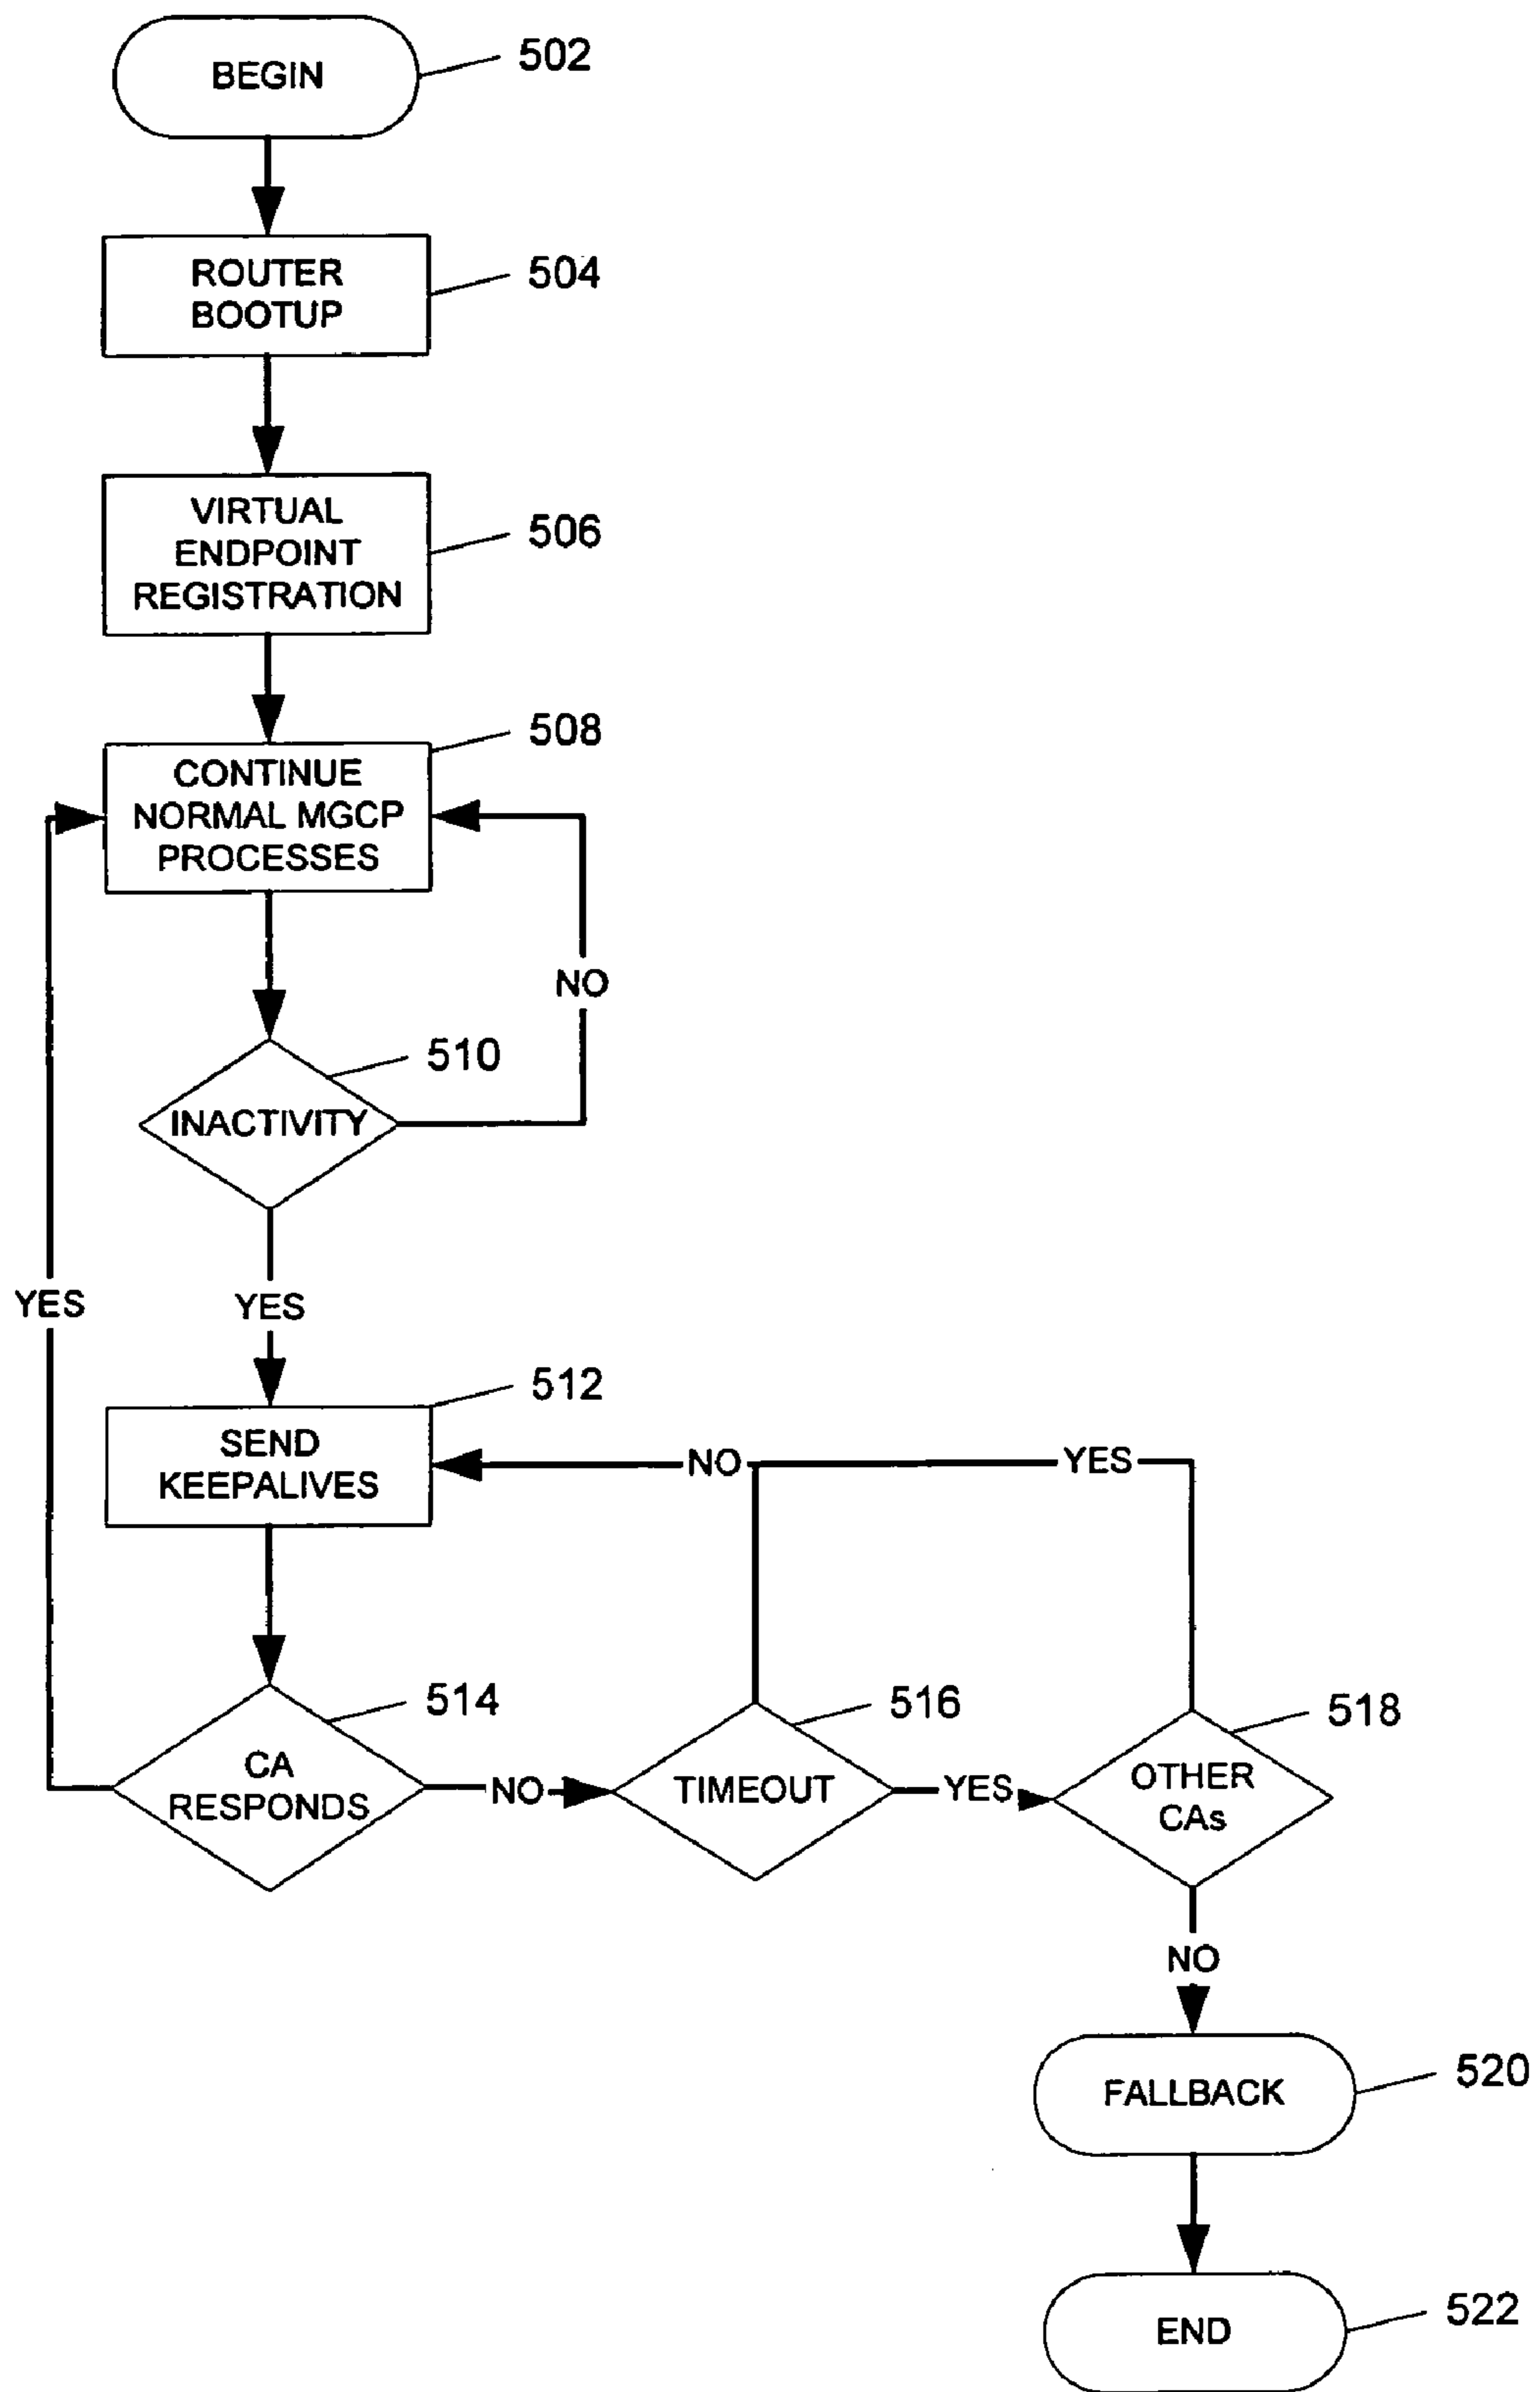 BEGIN
502
ROUTER
BOOTUP
504
VIRTUAL
ENDPOINT
REGISTRATION
506
508
CONTINUE
NORMAL MGCP
PROCESSES
NO
510
INACTIVITY
YES
YES
512
SEND
KEEPALIVES
NO
YES
514
CA
RESPONDS
NO
516
TIMEOUT
YES
518
OTHER
CAs
NO
FALLBACK
520
END
522